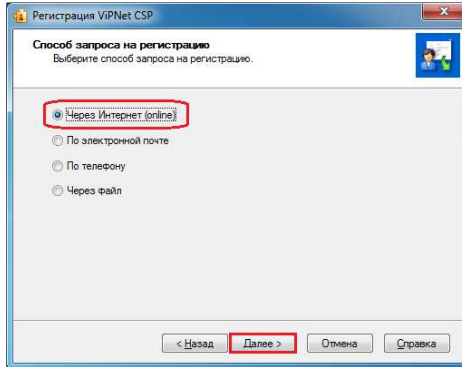 Регистрация ViPNet CSP
Способ запроса на регистрацию
Выберите способ запроса на регистрацию.
Через Интернет (online)
По электронной почте
По телефону
Через файл
< Назад Далее > Отмена Справка